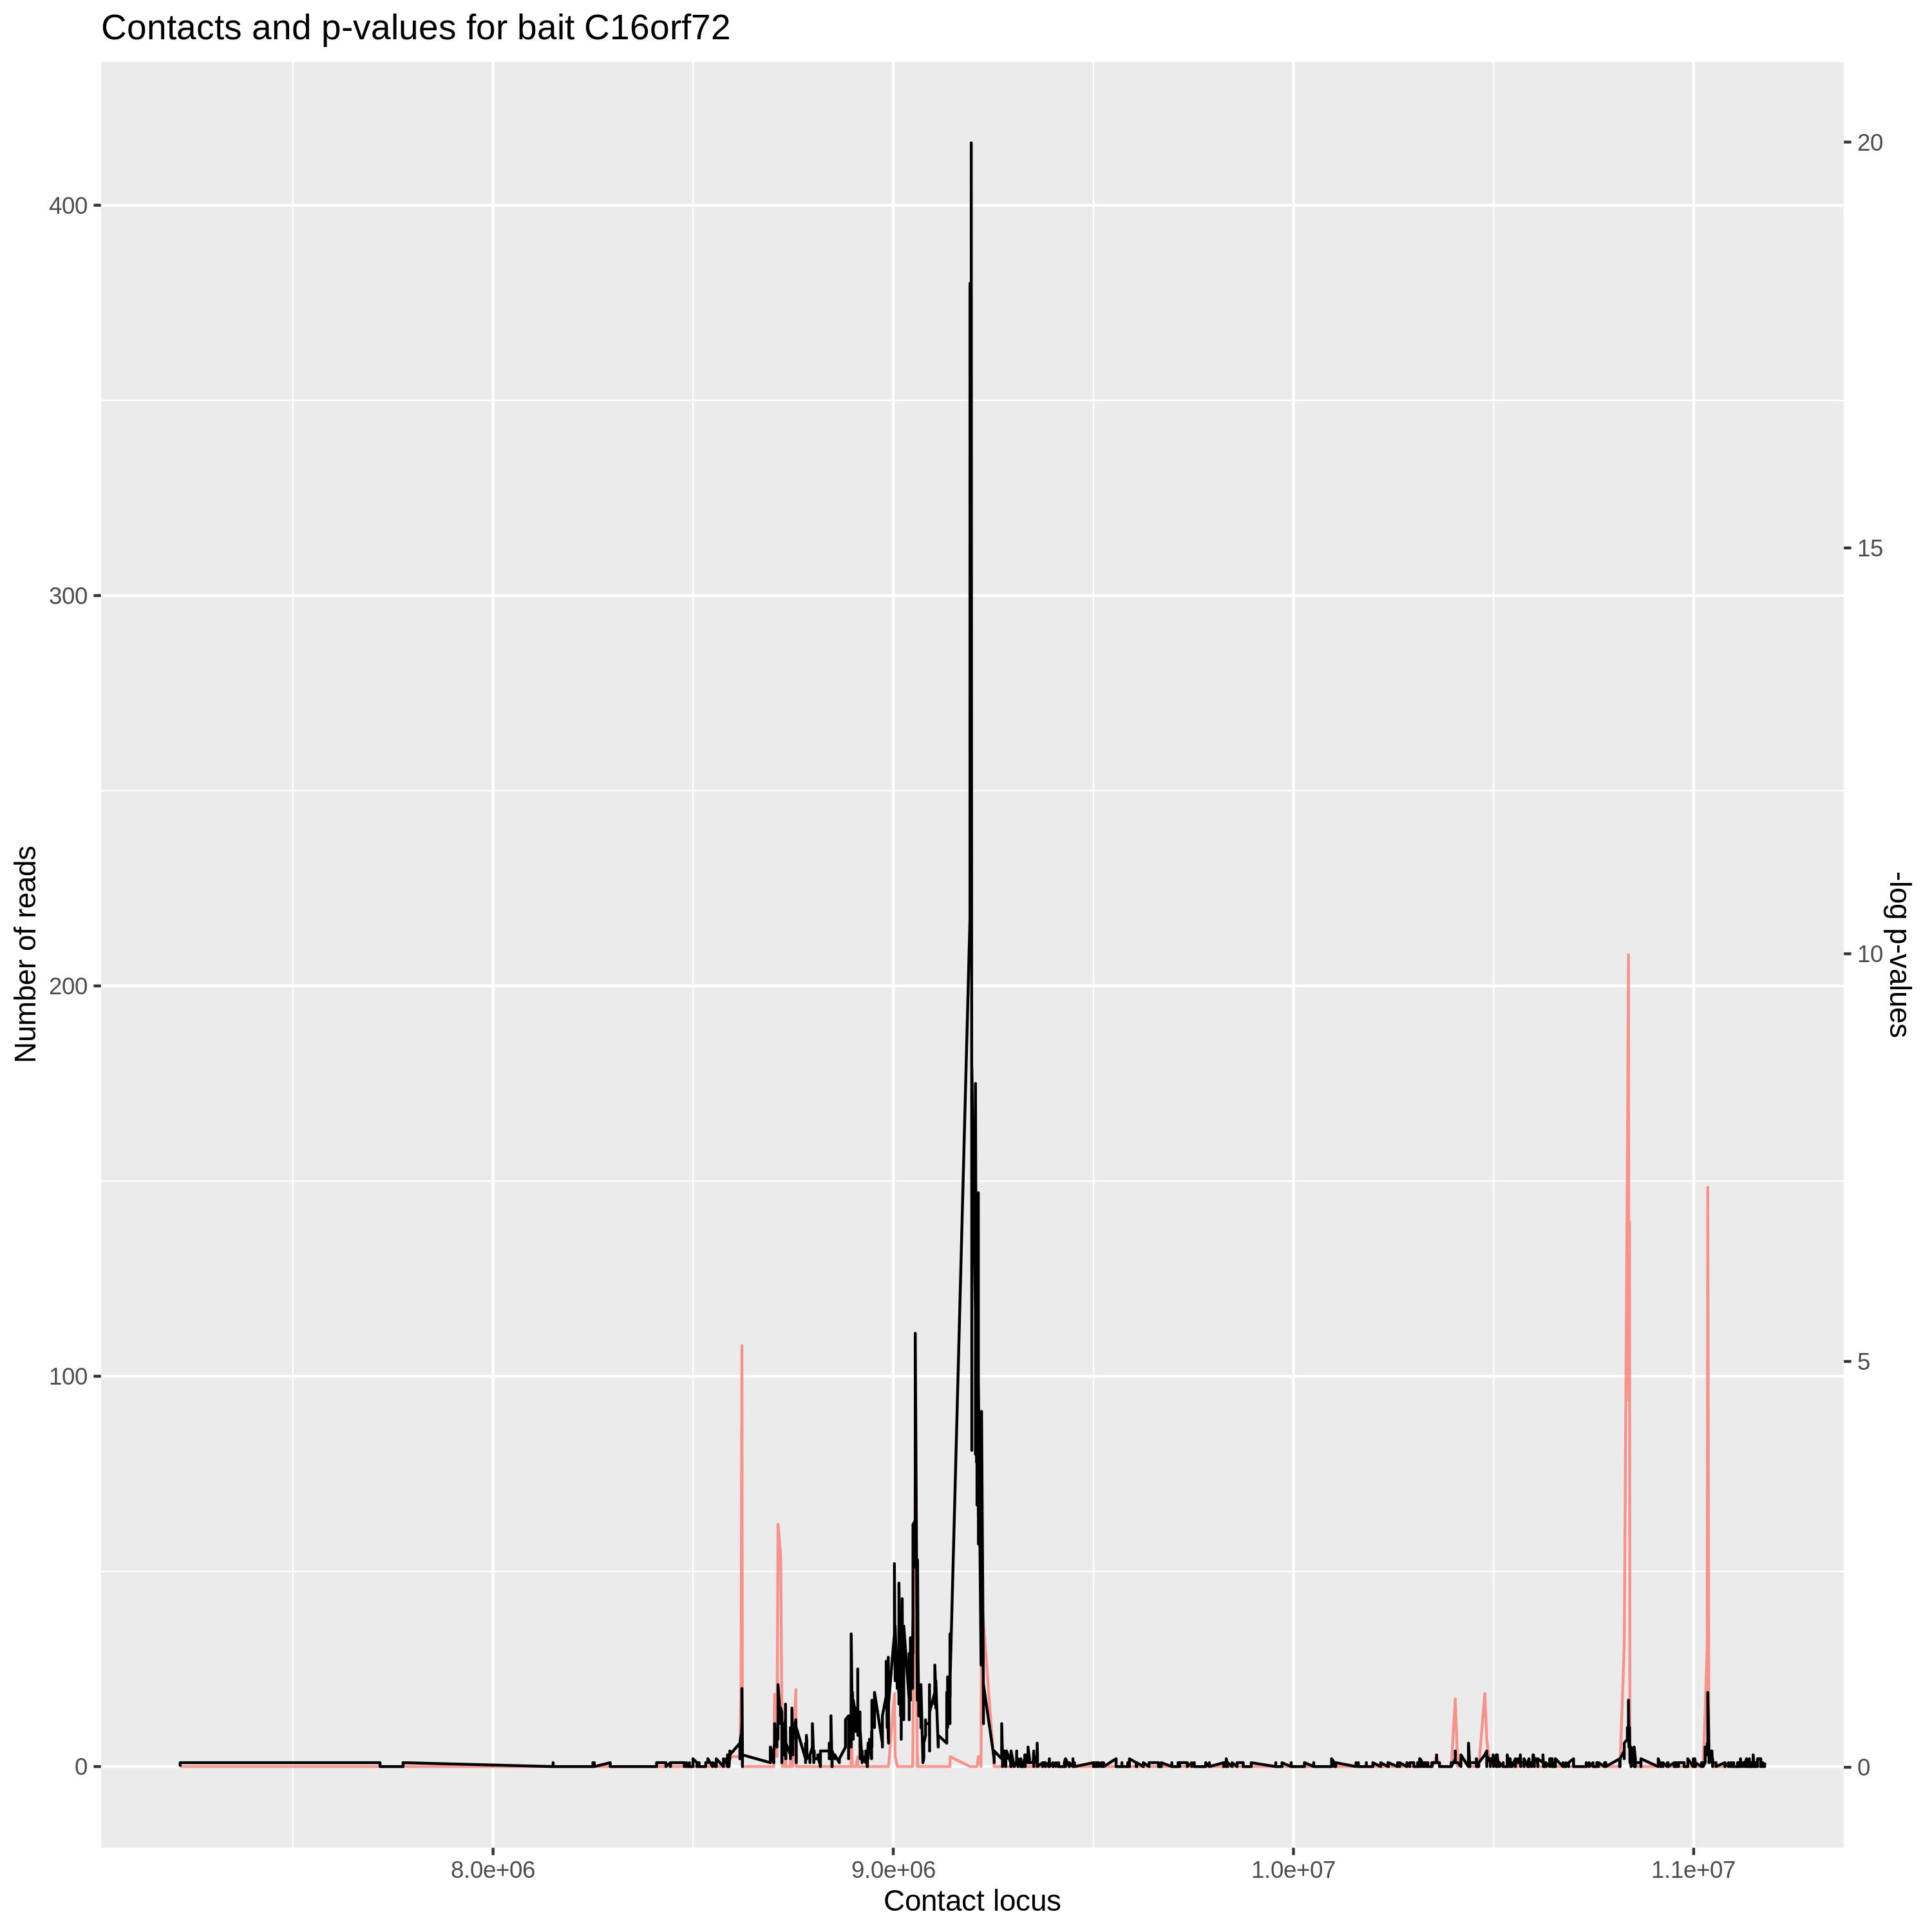 Contacts and p-values for bait C16orf72
400
300
200
100
0
Number of reads
20
15
10
5
0
-log p-values
8.0e+06
9.0e+06
1.0e+07
1.1e+07
Contact locus